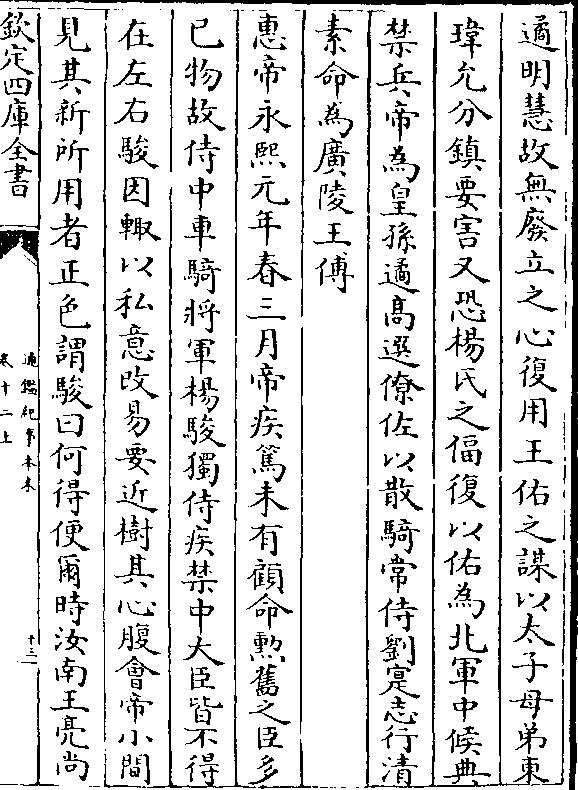 遹明慧故無廢立之心復用王佑之謀以太子母弟東
瑋允分鎮要害又恐楊氏之偪復以佑為北軍中候典
禁兵帝為皇孫遹高選僚佐以散騎常侍劉寔志行清
素命為廣陵王傅
惠帝永熙元年春三月帝疾篤未有顧命勲舊之臣多
已物故侍中車騎將軍楊駿獨侍疾禁中大臣皆不得
在左右駿因輒以私意改易要近樹其心腹會帝小間
見其新所用者正色謂駿曰何得便爾時汝南王亮尚
欽定四庫全書
通鑑紀事本末
卷十二上
十三